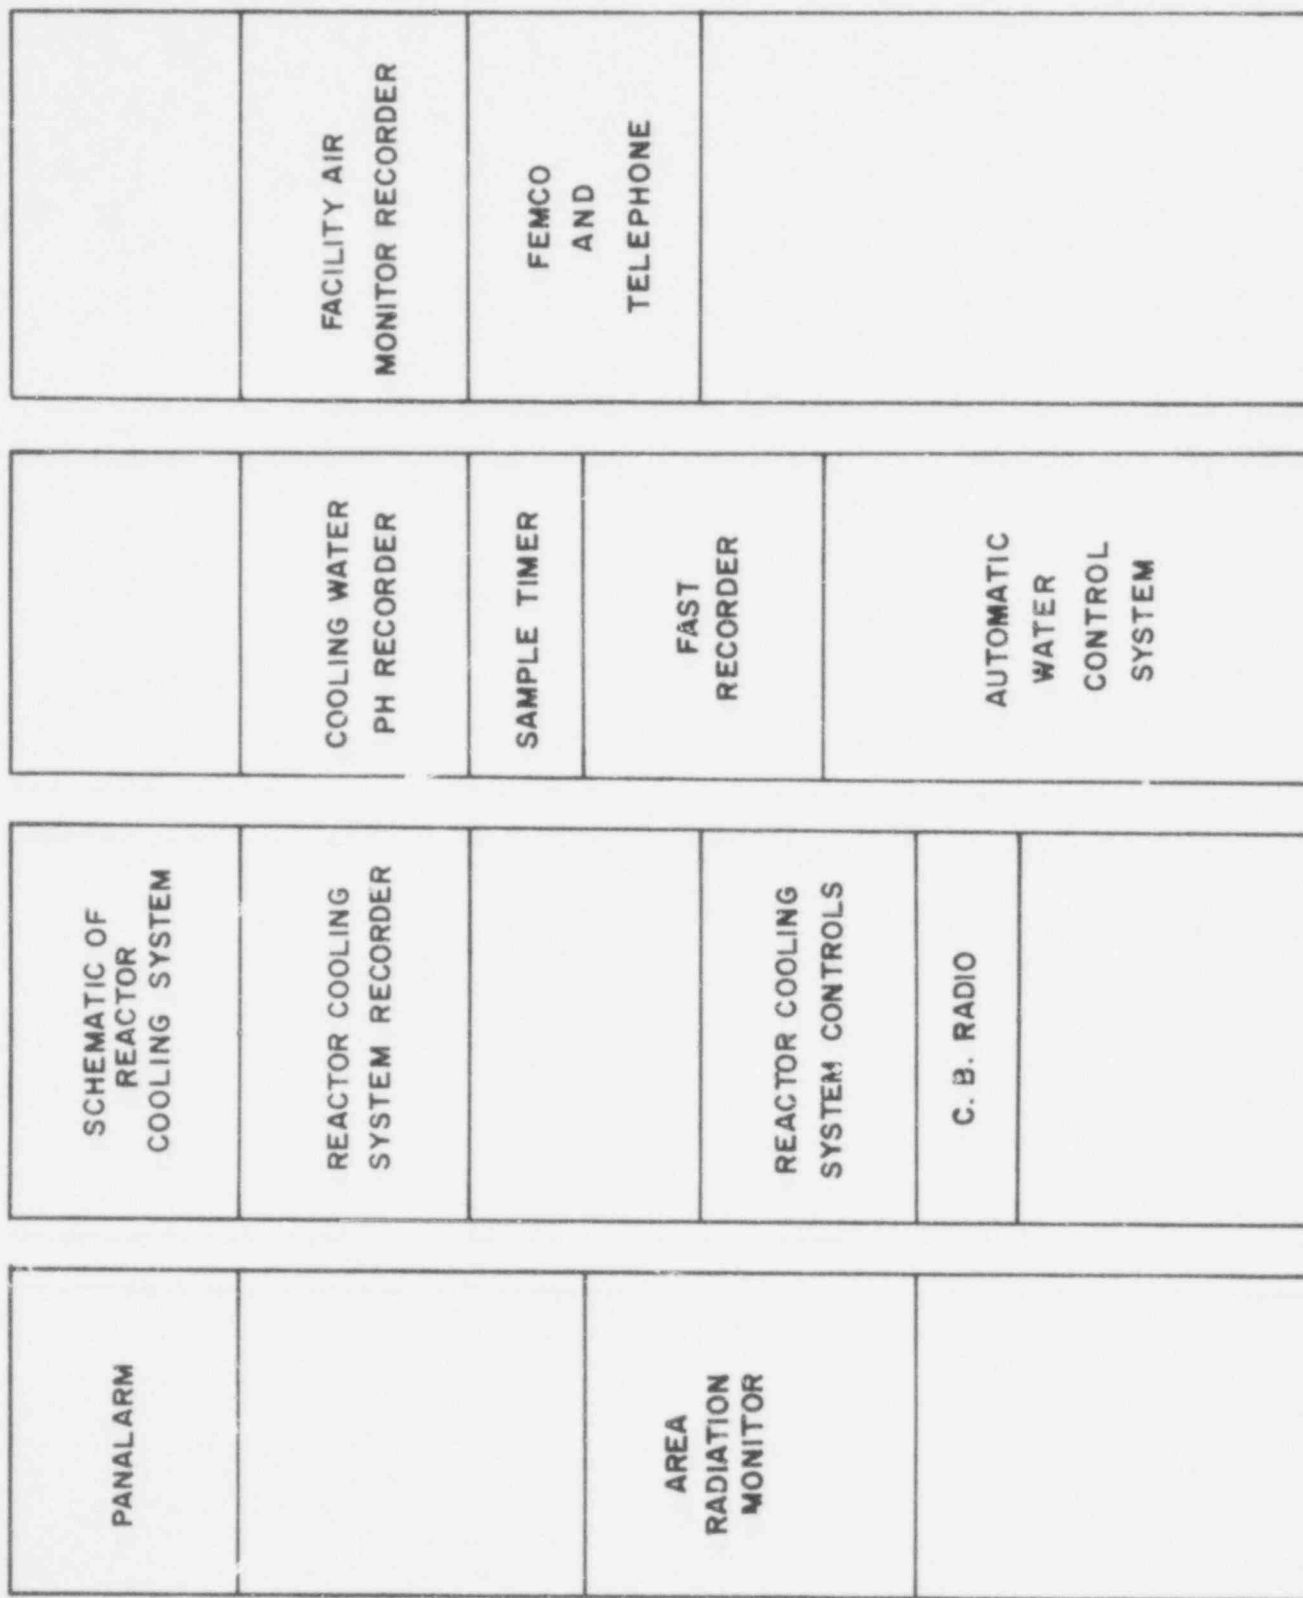 PANALARM
AREA
RADIATION
MONITOR
SCHEMATIC OF
REACTOR
COOLING SYSTEM
REACTOR COOLING
SYSTEM RECORDER
REACTOR COOLING
SYSTEM CONTROLS
C. B. RADIO
COOLING WATER
PH RECORDER
SAMPLE TIMER
FAST
RECORDER
AUTOMATIC
WATER
CONTROL
SYSTEM
FACILITY AIR
MONITOR RECORDER
FEMCO
AND
TELEPHONE